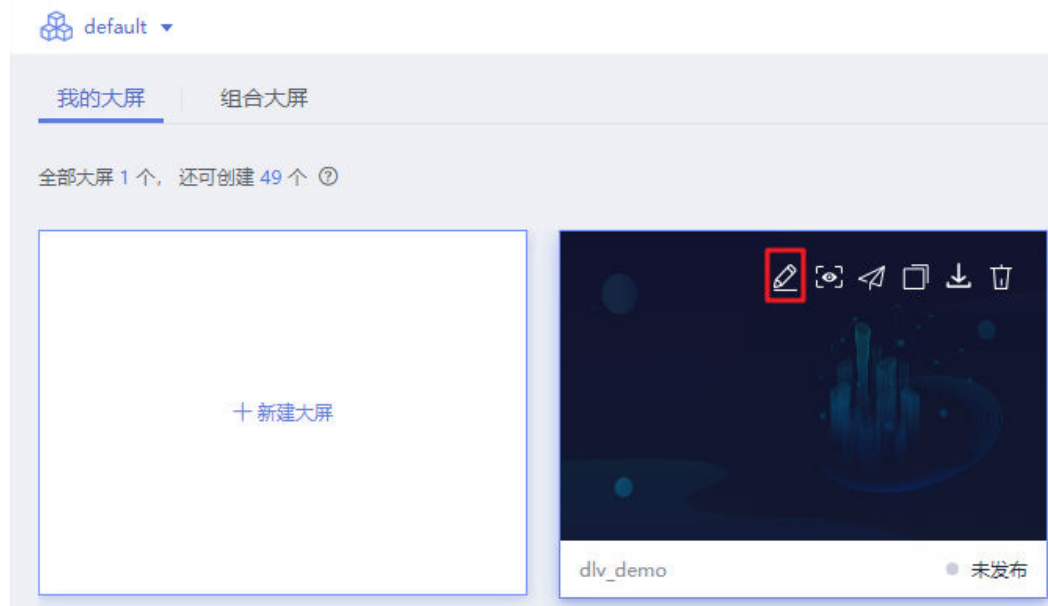 default
我的大屏 组合大屏
全部大屏 1 个, 还可创建 49 个 ?
+ 新建大屏
dlv_demo 未发布